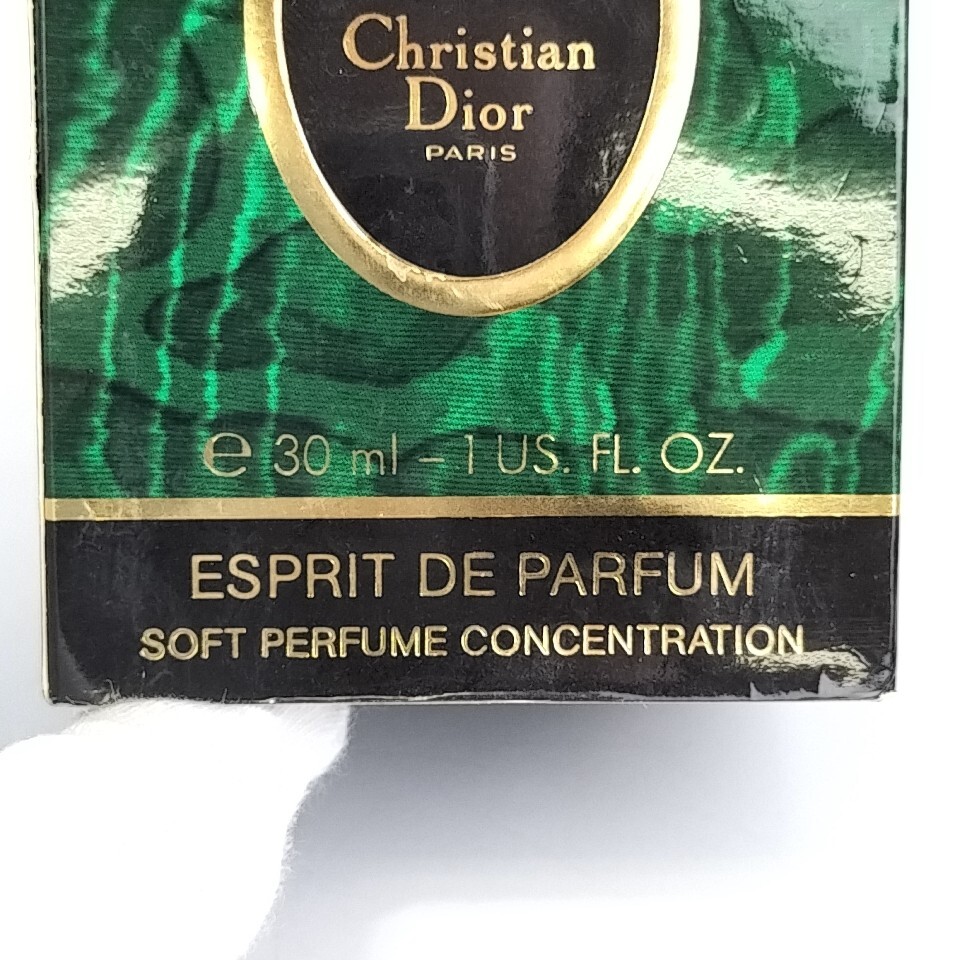 Christian
Dior
PARIS
℮ 30 ml – 1 US. FL. OZ.
ESPRIT DE PARFUM
SOFT PERFUME CONCENTRATION